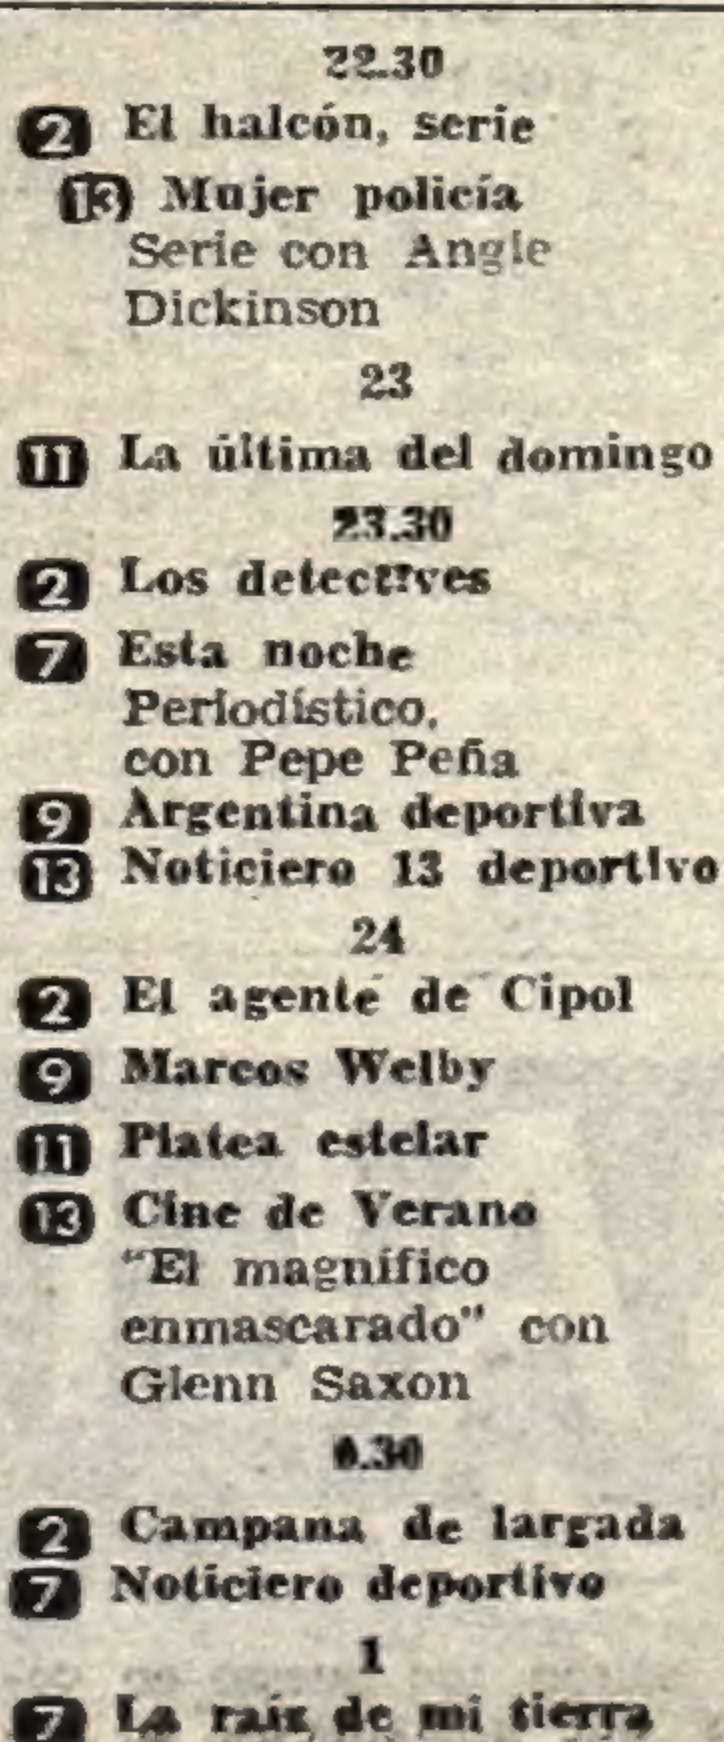 22.30
2 El halcón, serie
13 Mujer policía
Serie con Angie
Dickinson
23
11 La última del domingo
23.30
2 Los detectives
7 Esta noche
Periodístico,
con Pepe Peña
9 Argentina deportiva
13 Noticiero 13 deportivo
24
2 El agente de Cipol
9 Marcos Welby
11 Platea estelar
13 Cine de Verano
"El magnífico
enmascarado" con
Glenn Saxon
0.30
2 Campana de largada
7 Noticiero deportivo
1
7 La raíz de mi tierra